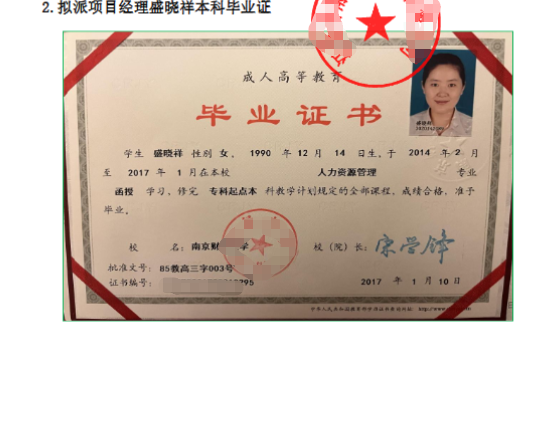 2. 拟派项目经理盛晓祥本科毕业证
成人高等教育
毕业证书
学生 盛晓祥 性别 女， 1990 年 12 月 14 日生，于 2014 年 2 月
至 2017 年 1 月在本校 人力资源管理 专业
函授 学习，修完 专科起点本 科教学计划规定的全部课程，成绩合格，准予
毕业。
校 名：南京财
校（院）长：
批准文号：85教高三字003号
证书编号：
2017 年 1 月 10 日